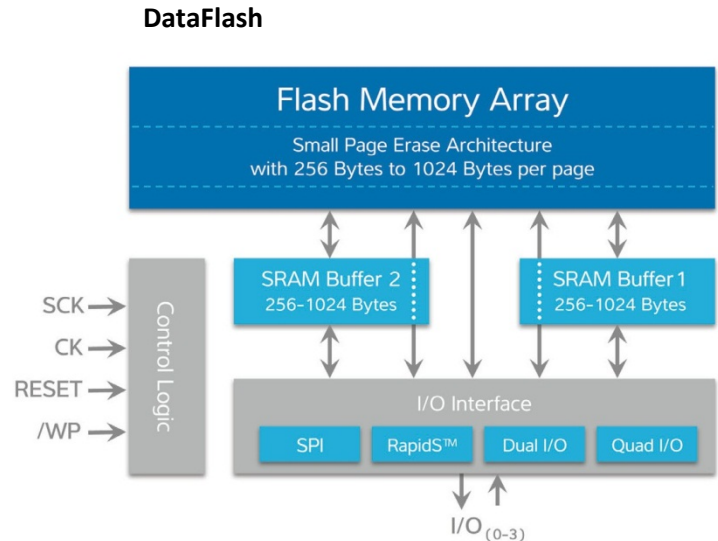 DataFlash
Flash Memory Array
Small Page Erase Architecture
with 256 Bytes to 1024 Bytes per page
SRAM Buffer 2
256-1024 Bytes
SRAM Buffer 1
256-1024 Bytes
SCK
CK
RESET
/WP
Control Logic
I/O Interface
SPI
RapidS™
Dual I/O
Quad I/O
I/O(0-3)